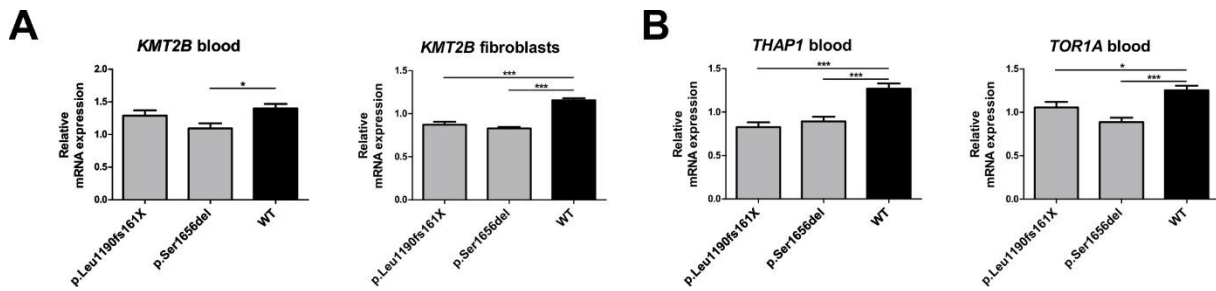 A
KMT2B blood
Relative
mRNA expression
2.0
1.5
1.0
0.5
0.0
*
p.Leu1190fs161X
p.Ser1656del
WT
KMT2B fibroblasts
Relative
mRNA expression
1.5
1.0
0.5
0.0
***
***
p.Leu1190fs161X
p.Ser1656del
WT
B
THAP1 blood
Relative
mRNA expression
1.5
1.0
0.5
0.0
***
***
p.Leu1190fs161X
p.Ser1656del
WT
TOR1A blood
Relative
mRNA expression
1.5
1.0
0.5
0.0
*
***
p.Leu1190fs161X
p.Ser1656del
WT